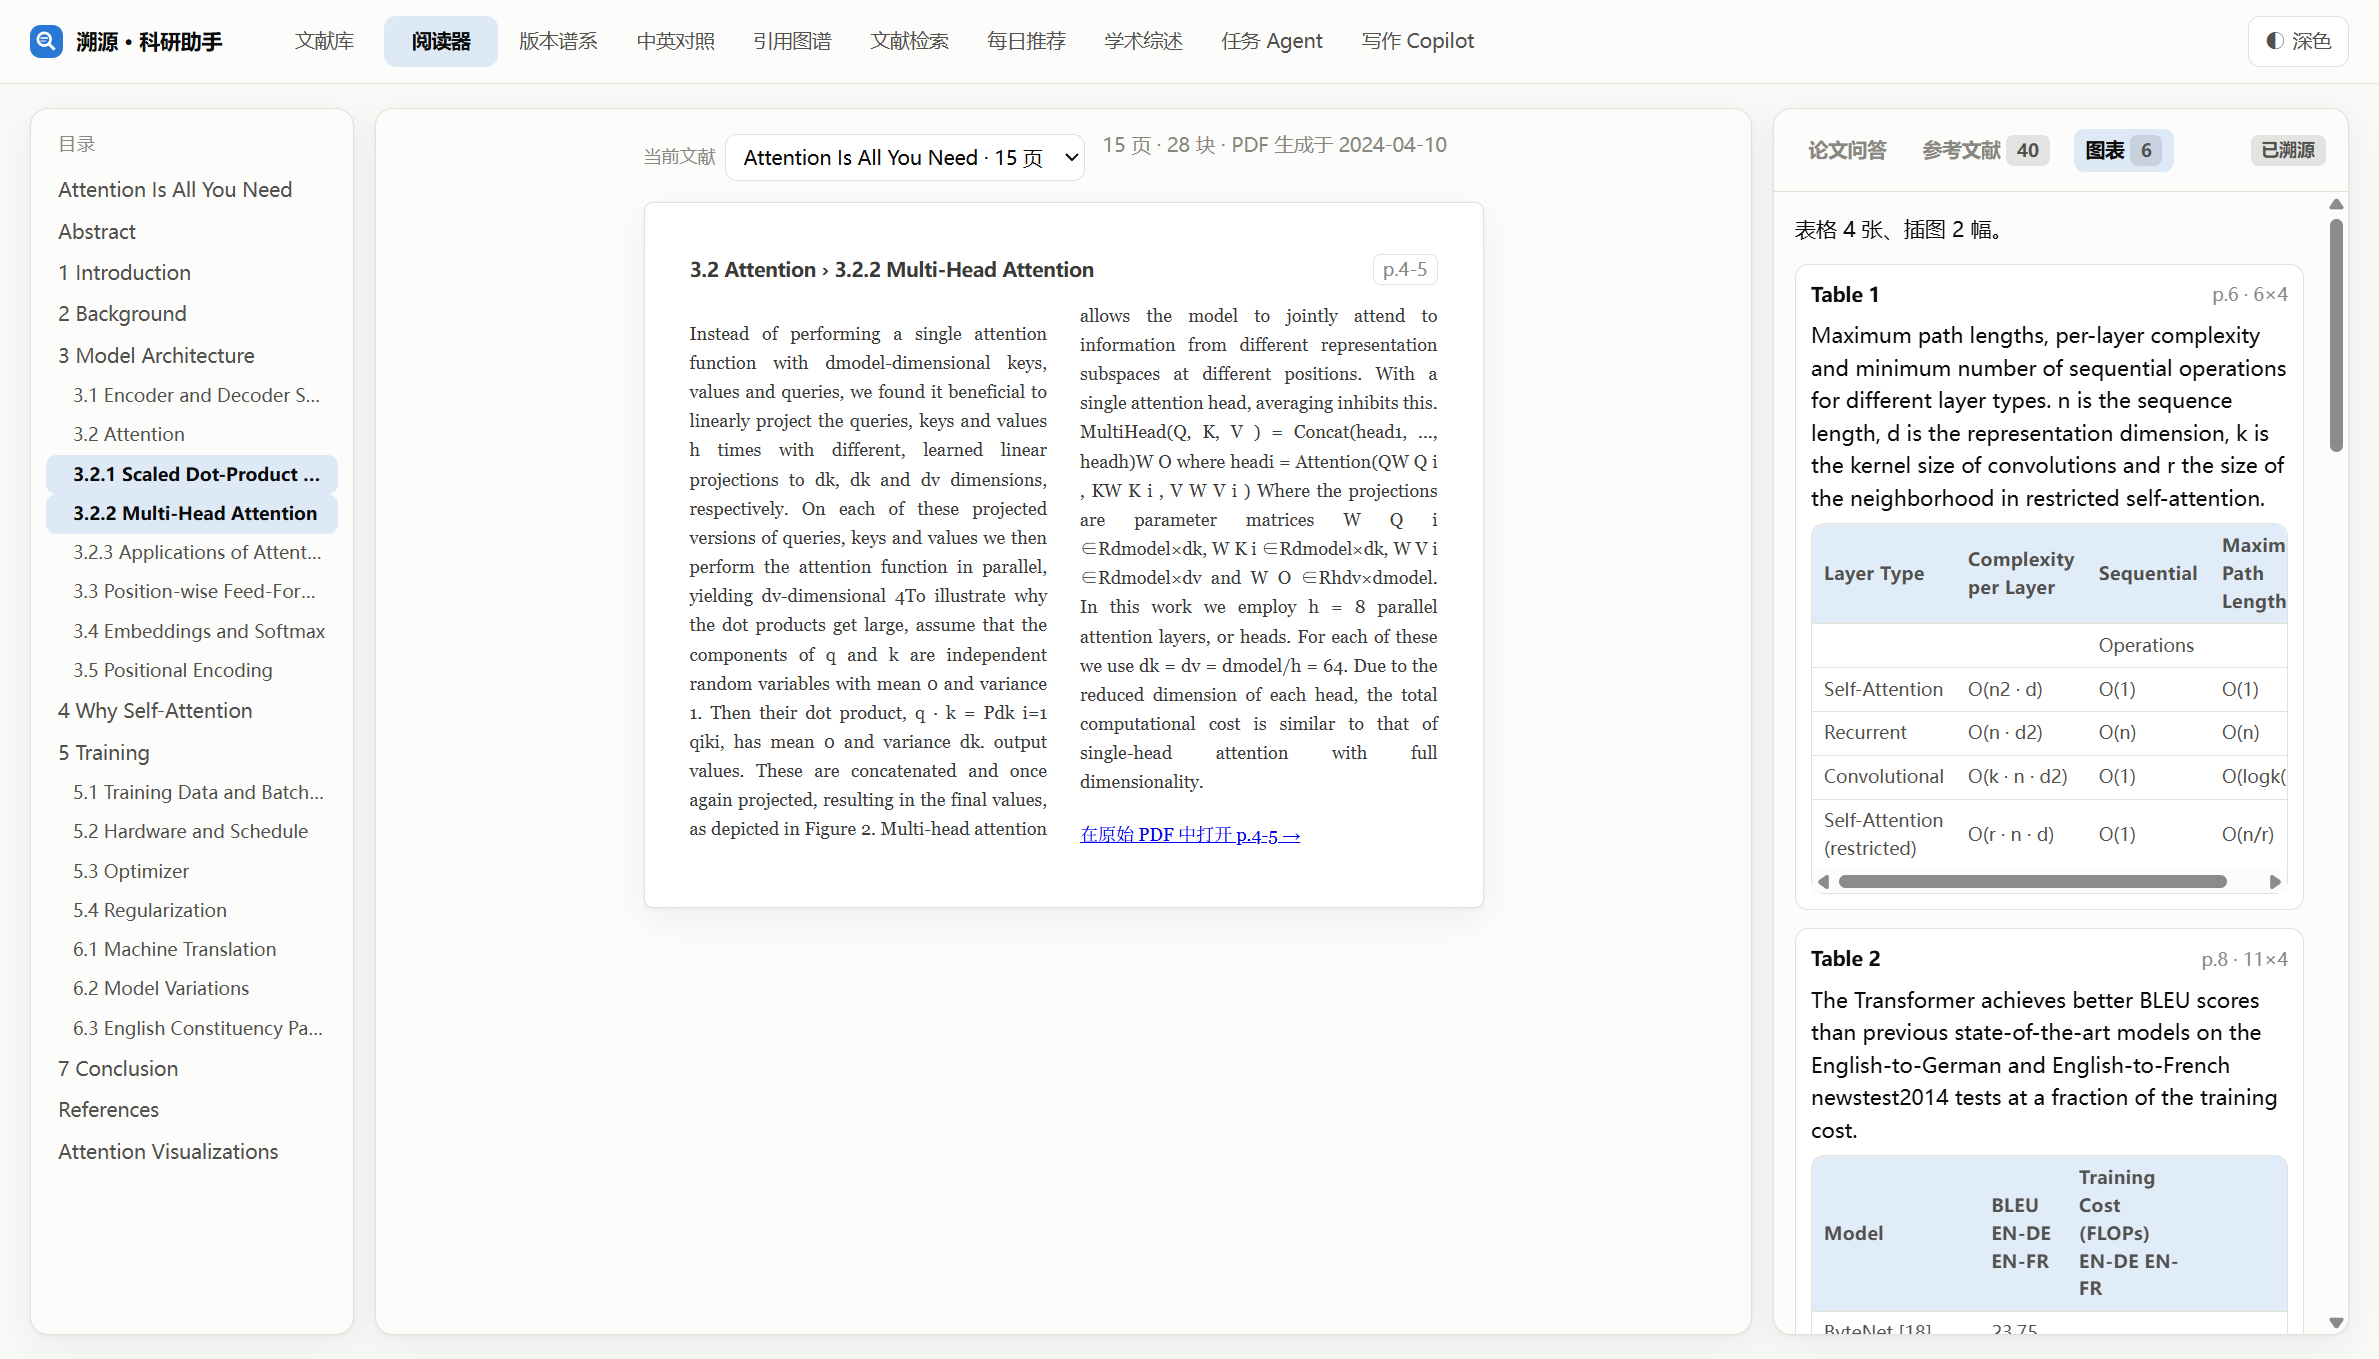 溯源·科研助手
文献库
阅读器
版本谱系
中英对照
引用图谱
文献检索
每日推荐
学术综述
任务 Agent
写作 Copilot
深色
目录
Attention Is All You Need
Abstract
1 Introduction
2 Background
3 Model Architecture
3.1 Encoder and Decoder S...
3.2 Attention
3.2.1 Scaled Dot-Product ...
3.2.2 Multi-Head Attention
3.2.3 Applications of Attent...
3.3 Position-wise Feed-For...
3.4 Embeddings and Softmax
3.5 Positional Encoding
4 Why Self-Attention
5 Training
5.1 Training Data and Batch...
5.2 Hardware and Schedule
5.3 Optimizer
5.4 Regularization
6.1 Machine Translation
6.2 Model Variations
6.3 English Constituency Pa...
7 Conclusion
References
Attention Visualizations
当前文献
Attention Is All You Need · 15 页
15 页 · 28 块 · PDF 生成于 2024-04-10
3.2 Attention › 3.2.2 Multi-Head Attention
p.4-5
Instead of performing a single attention
function with dmodel-dimensional keys,
values and queries, we found it beneficial to
linearly project the queries, keys and values
h times with different, learned linear
projections to dk, dk and dv dimensions,
respectively. On each of these projected
versions of queries, keys and values we then
perform the attention function in parallel,
yielding dv-dimensional 4To illustrate why
the dot products get large, assume that the
components of q and k are independent
random variables with mean 0 and variance
1. Then their dot product, q · k = Pdk i=1
qiki, has mean 0 and variance dk. output
values. These are concatenated and once
again projected, resulting in the final values,
as depicted in Figure 2. Multi-head attention
allows the model to jointly attend to
information from different representation
subspaces at different positions. With a
single attention head, averaging inhibits this.
MultiHead(Q, K, V ) = Concat(head1, ...,
headh)W O where headi = Attention(QW Q i
, KW K i , V W V i ) Where the projections
are parameter matrices W Q i
∈Rdmodel×dk, W K i ∈Rdmodel×dk, W V i
∈Rdmodel×dv and W O ∈Rhdv×dmodel.
In this work we employ h = 8 parallel
attention layers, or heads. For each of these
we use dk = dv = dmodel/h = 64. Due to the
reduced dimension of each head, the total
computational cost is similar to that of
single-head attention with full
dimensionality.
在原始 PDF 中打开 p.4-5 →
论文问答
参考文献 40
图表 6
已溯源
表格 4 张、插图 2 幅。
Table 1
p.6 · 6×4
Maximum path lengths, per-layer complexity
and minimum number of sequential operations
for different layer types. n is the sequence
length, d is the representation dimension, k is
the kernel size of convolutions and r the size of
the neighborhood in restricted self-attention.
Layer Type
Complexity
per Layer
Sequential
Maxim
Path
Length
Operations
Self-Attention O(n2 · d) O(1) O(1)
Recurrent O(n · d2) O(n) O(n)
Convolutional O(k · n · d2) O(1) O(logk(
Self-Attention
(restricted)
O(r · n · d) O(1) O(n/r)
Table 2
p.8 · 11×4
The Transformer achieves better BLEU scores
than previous state-of-the-art models on the
English-to-German and English-to-French
newstest2014 tests at a fraction of the training
cost.
Model
BLEU
EN-DE
EN-FR
Training
Cost
(FLOPs)
EN-DE EN-
FR
ByteNet [18] 23.75